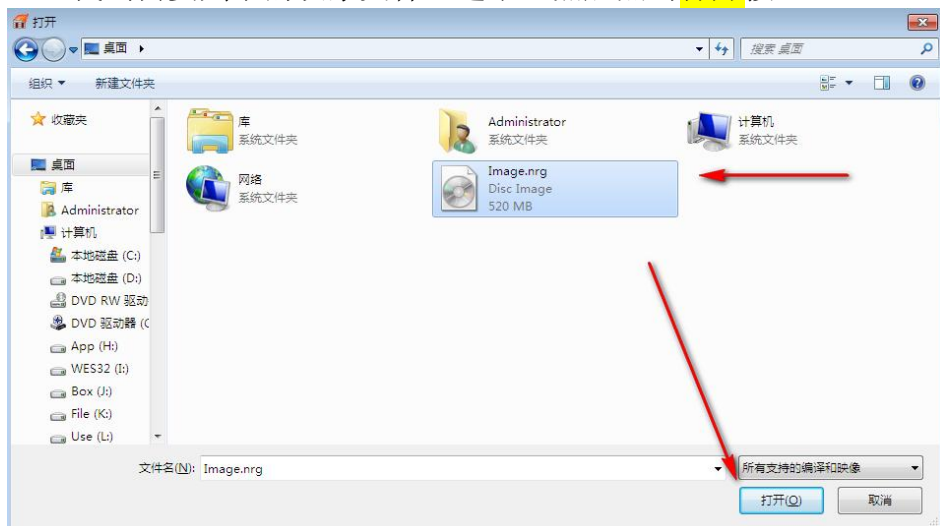 打开
桌面
搜索 桌面
组织
新建文件夹
收藏夹
桌面
库
Administrator
计算机
本地磁盘 (C:)
本地磁盘 (D:)
DVD RW 驱动
DVD 驱动器 (C
App (H:)
WES32 (I:)
Box (J:)
File (K:)
Use (L:)
库
系统文件夹
Administrator
系统文件夹
计算机
系统文件夹
网络
系统文件夹
Image.nrg
Disc Image
520 MB
文件名(N): Image.nrg
所有支持的编译和映像
打开(O)
取消